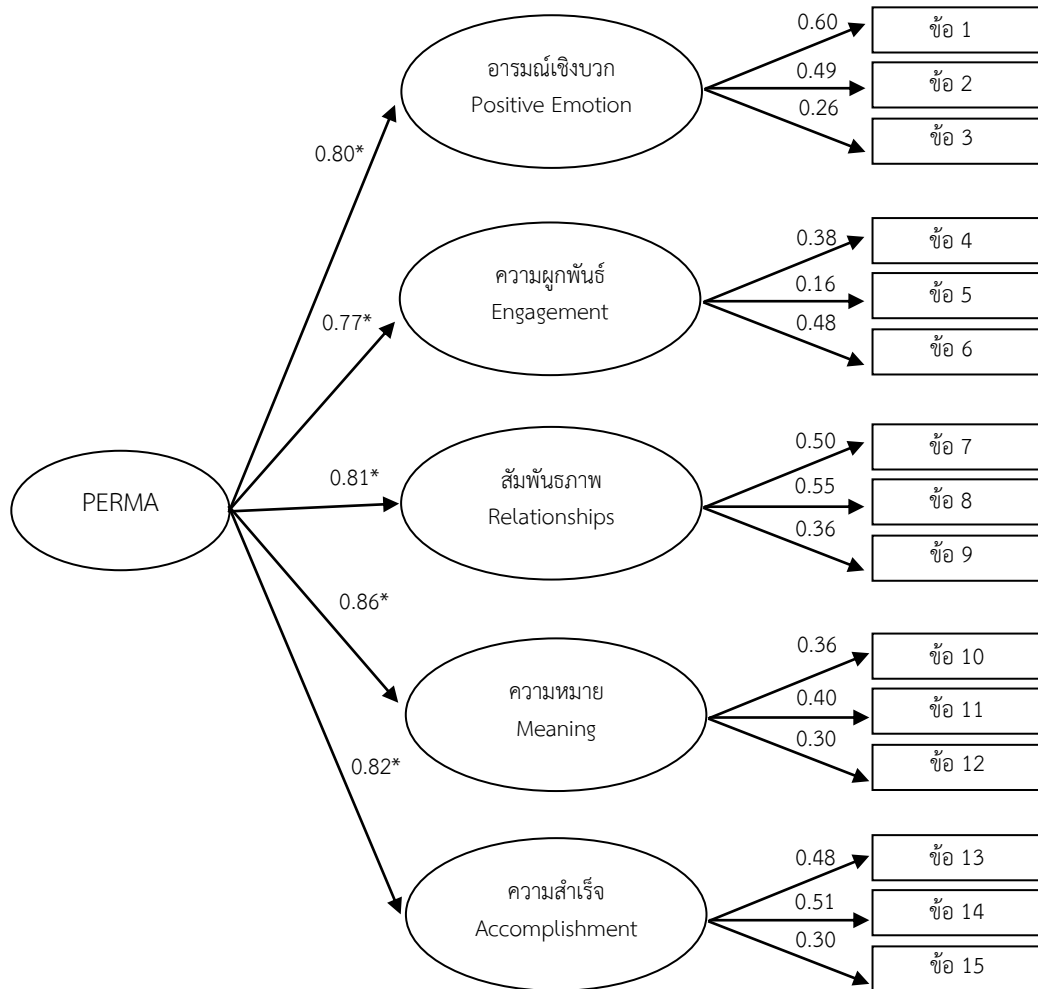 0.60
ข้อ 1
อารมณ์เชิงบวก
Positive Emotion
0.49
ข้อ 2
0.26
ข้อ 3
0.80*
0.38
ข้อ 4
ความผูกพันธ์
Engagement
0.16
ข้อ 5
0.48
ข้อ 6
0.77*
0.50
ข้อ 7
สัมพันธภาพ
Relationships
0.55
ข้อ 8
0.36
ข้อ 9
0.81*
PERMA
0.86*
0.36
ข้อ 10
ความหมาย
Meaning
0.40
ข้อ 11
0.30
ข้อ 12
0.82*
0.48
ข้อ 13
ความสำเร็จ
Accomplishment
0.51
ข้อ 14
0.30
ข้อ 15